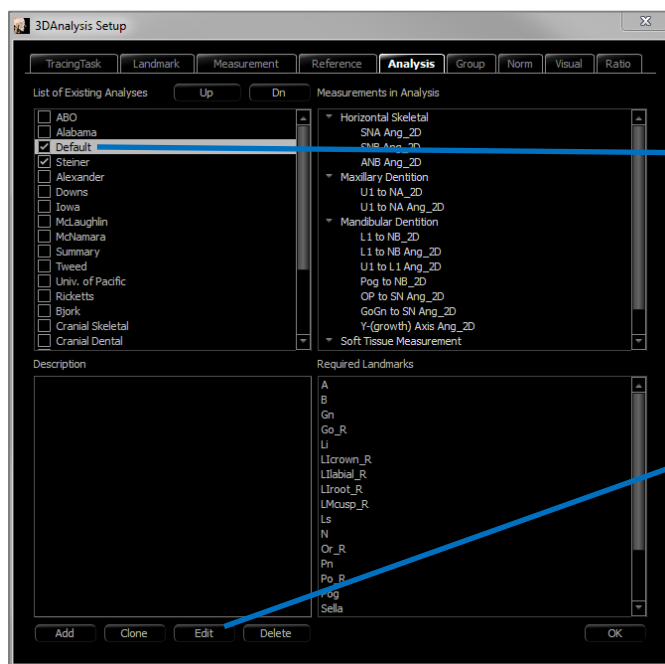 3DAnalysis Setup
TracingTask
Landmark
Measurement
Reference
Analysis
Group
Norm
Visual
Ratio
List of Existing Analyses
Up
Dn
ABO
Alabama
Default
Steiner
Alexander
Downs
Iowa
McLaughlin
McNamara
Summary
Tweed
Univ. of Pacific
Ricketts
Bjork
Cranial Skeletal
Cranial Dental
Measurements in Analysis
Horizontal Skeletal
SNA Ang_2D
SNB Ang_2D
ANB Ang_2D
Maxillary Dentition
U1 to NA_2D
U1 to NA Ang_2D
Mandibular Dentition
L1 to NB_2D
L1 to NB Ang_2D
U1 to L1 Ang_2D
Pog to NB_2D
OP to SN Ang_2D
GoGn to SN Ang_2D
Y-(growth) Axis Ang_2D
Soft Tissue Measurement
Description
Required Landmarks
A
B
Gn
Go_R
Li
LIcrown_R
LIlabial_R
LIroot_R
LMcusp_R
Ls
N
Or_R
Pn
Po_R
Pog
Sella
Add
Clone
Edit
Delete
OK